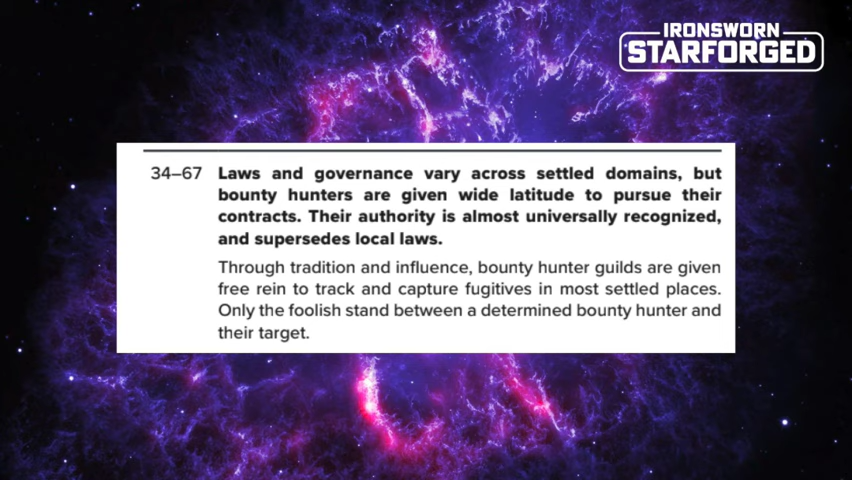 IRONSWORN
STARFORGED
34–67 Laws and governance vary across settled domains, but
bounty hunters are given wide latitude to pursue their
contracts. Their authority is almost universally recognized,
and supersedes local laws.
Through tradition and influence, bounty hunter guilds are given
free rein to track and capture fugitives in most settled places.
Only the foolish stand between a determined bounty hunter and
their target.